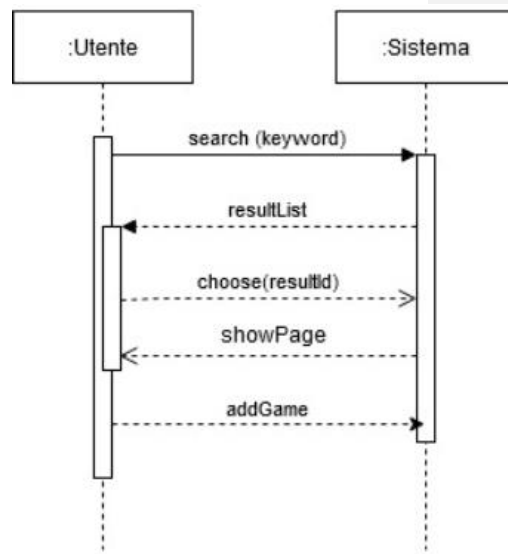 :Utente
:Sistema
search (keyword)
resultList
choose(resultId)
showPage
addGame